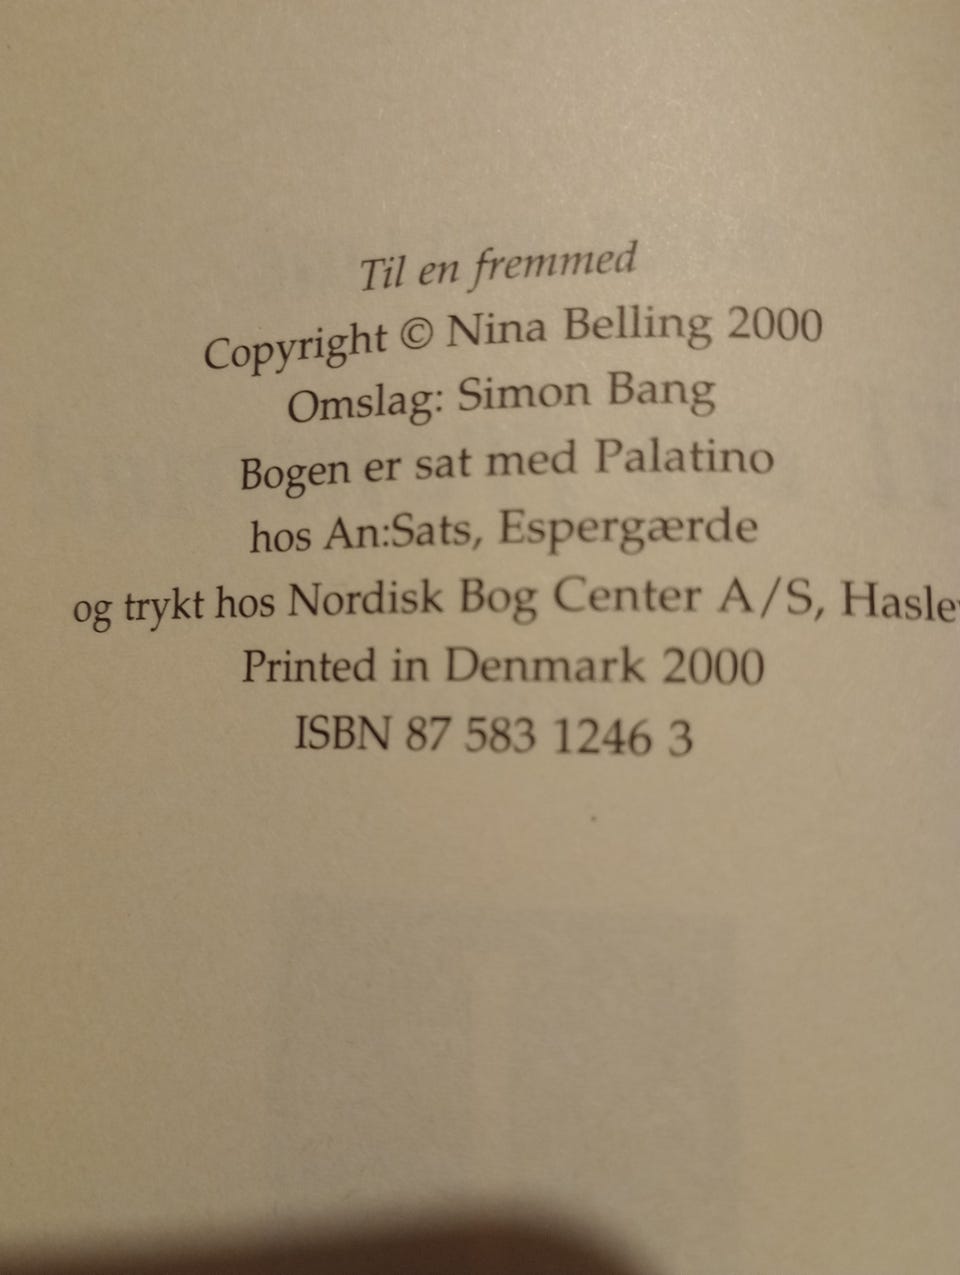 Til en fremmed
Copyright © Nina Belling 2000
Omslag: Simon Bang
Bogen er sat med Palatino
hos An:Sats, Espergærde
og trykt hos Nordisk Bog Center A/S, Haslev
Printed in Denmark 2000
ISBN 87 583 1246 3